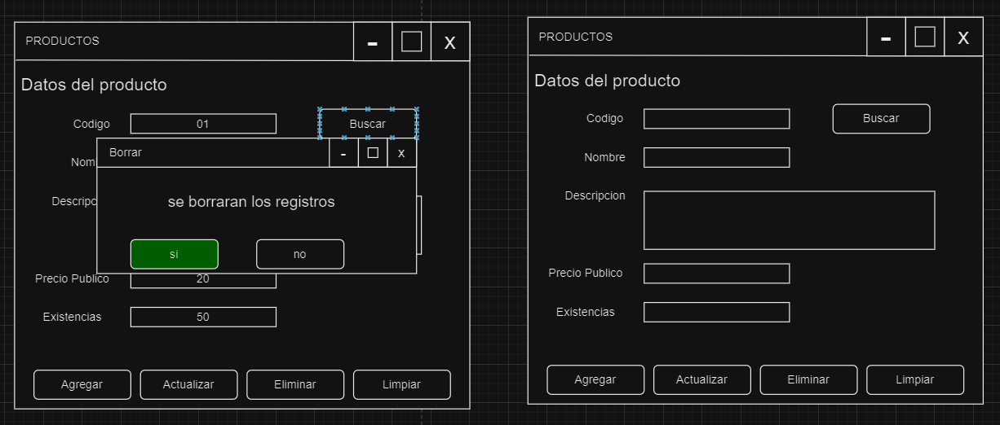 PRODUCTOS
- X
Datos del producto
Codigo 01 Buscar
Borrar - x
Nom
Descripc
se borraran los registros
si no
Precio Publico 20
Existencias 50
Agregar Actualizar Eliminar Limpiar
PRODUCTOS
- X
Datos del producto
Codigo Buscar
Nombre
Descripcion
Precio Publico
Existencias
Agregar Actualizar Eliminar Limpiar